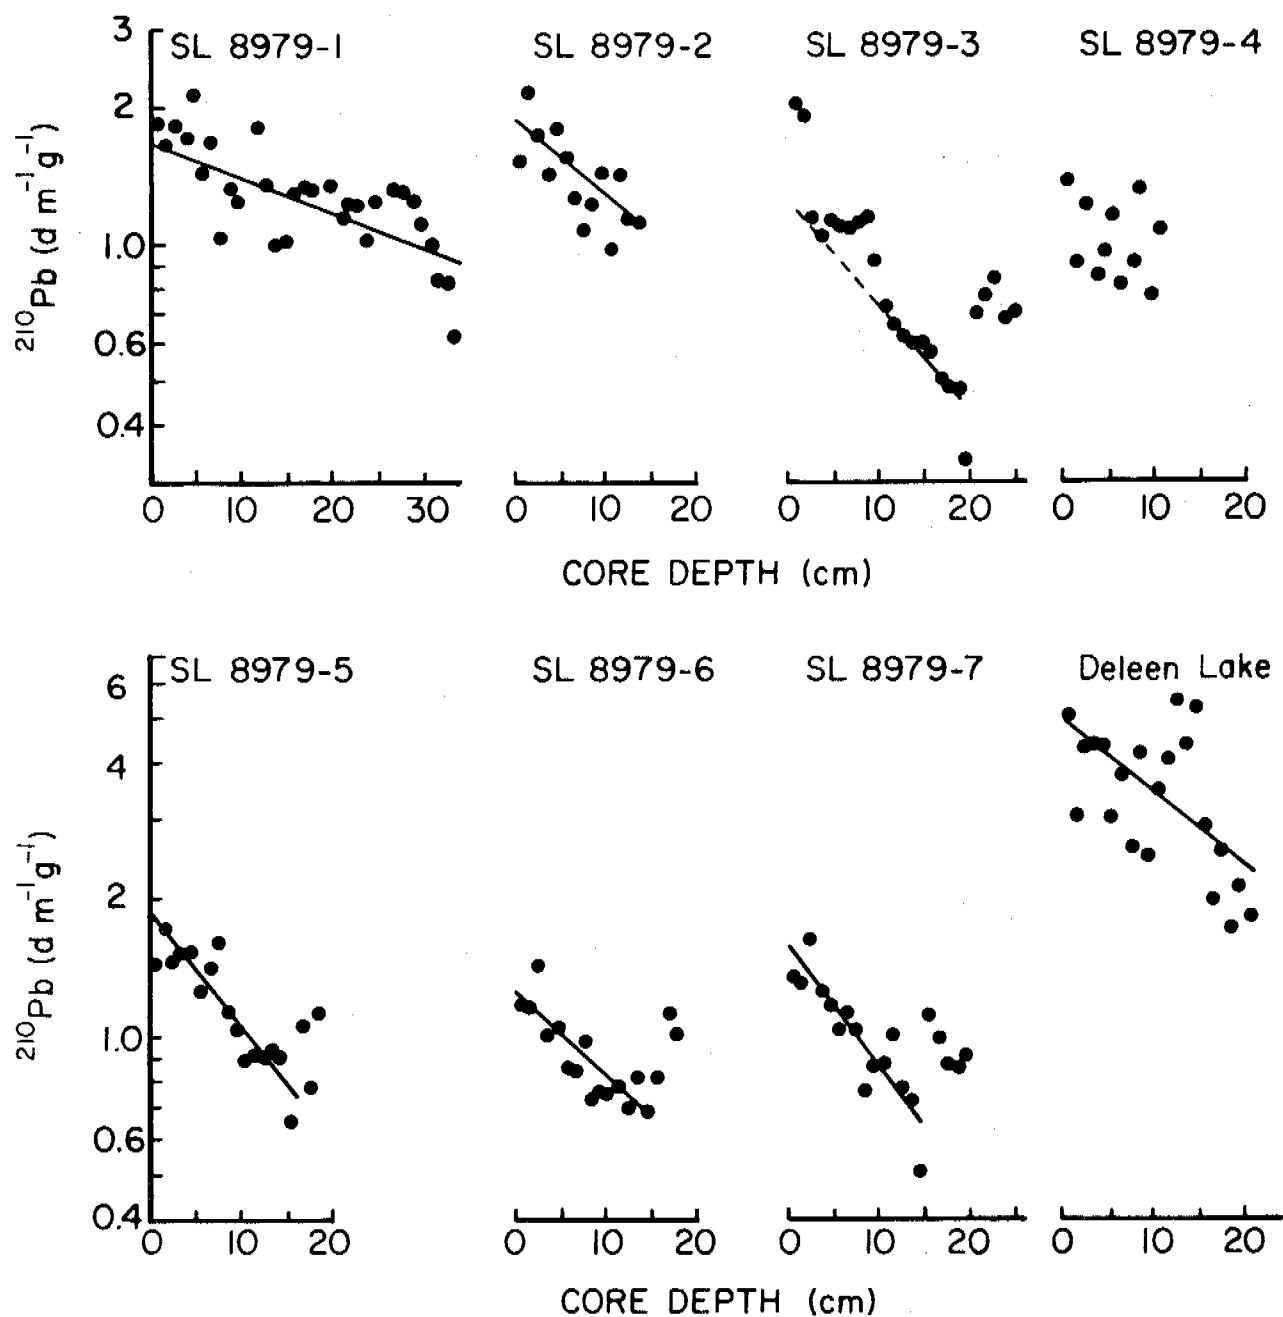 SL 8979-1 SL 8979-2 SL 8979-3 SL 8979-4
3
2
1.0
0.6
0.4
²¹⁰Pb (d m⁻¹g⁻¹)
0 10 20 30 0 10 20 0 10 20 0 10 20
CORE DEPTH (cm)
SL 8979-5 SL 8979-6 SL 8979-7 Deleen Lake
6
4
2
1.0
0.6
0.4
²¹⁰Pb (d m⁻¹g⁻¹)
0 10 20 0 10 20 0 10 20 0 10 20
CORE DEPTH (cm)